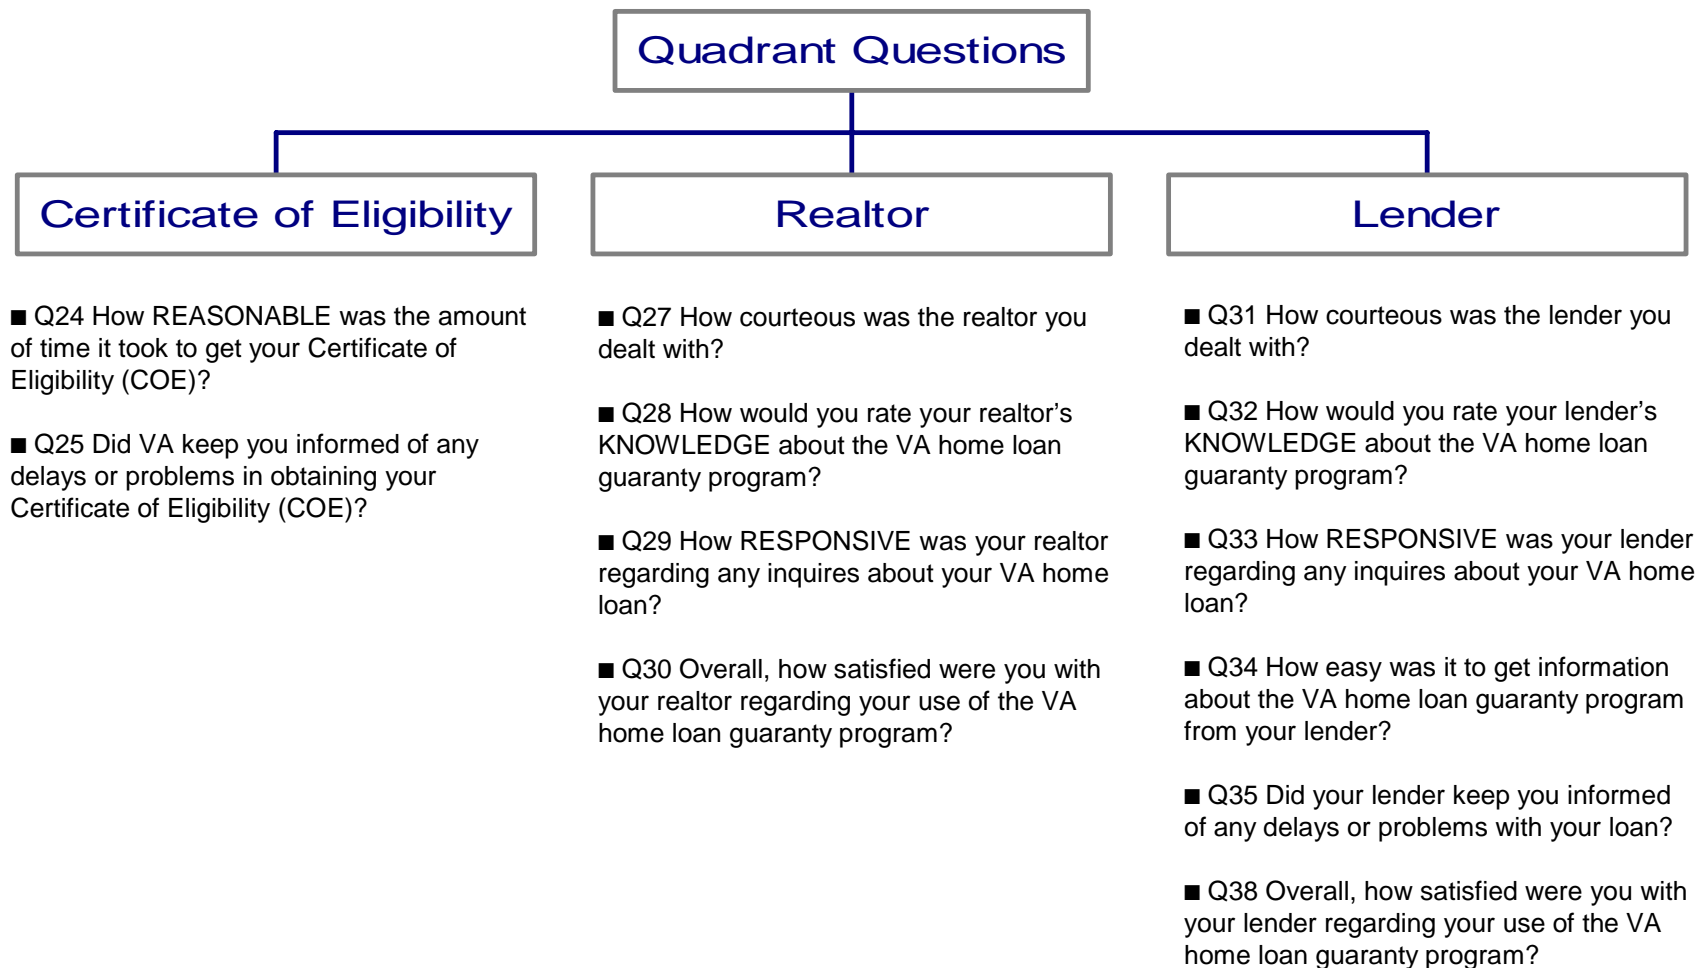 Quadrant Questions
Certificate of Eligibility
■ Q24 How REASONABLE was the amount
of time it took to get your Certificate of
Eligibility (COE)?
■ Q25 Did VA keep you informed of any
delays or problems in obtaining your
Certificate of Eligibility (COE)?
Realtor
■ Q27 How courteous was the realtor you
dealt with?
■ Q28 How would you rate your realtor’s
KNOWLEDGE about the VA home loan
guaranty program?
■ Q29 How RESPONSIVE was your realtor
regarding any inquires about your VA home
loan?
■ Q30 Overall, how satisfied were you with
your realtor regarding your use of the VA
home loan guaranty program?
Lender
■ Q31 How courteous was the lender you
dealt with?
■ Q32 How would you rate your lender’s
KNOWLEDGE about the VA home loan
guaranty program?
■ Q33 How RESPONSIVE was your lender
regarding any inquires about your VA home
loan?
■ Q34 How easy was it to get information
about the VA home loan guaranty program
from your lender?
■ Q35 Did your lender keep you informed
of any delays or problems with your loan?
■ Q38 Overall, how satisfied were you with
your lender regarding your use of the VA
home loan guaranty program?